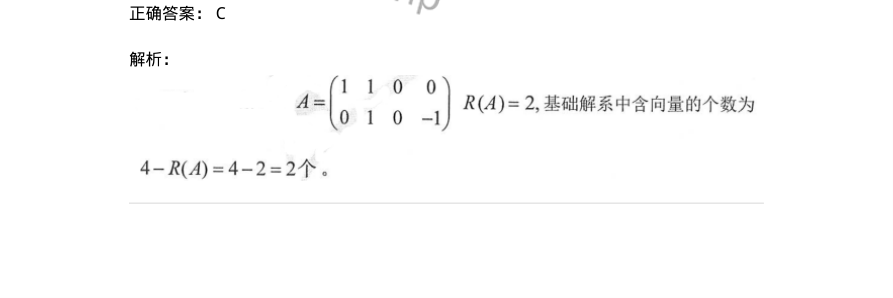 正确答案： C
解析：
A = ( 1 1 0 0
0 1 0 −1 ) R(A) = 2, 基础解系中含向量的个数为
4 − R(A) = 4 − 2 = 2个 。